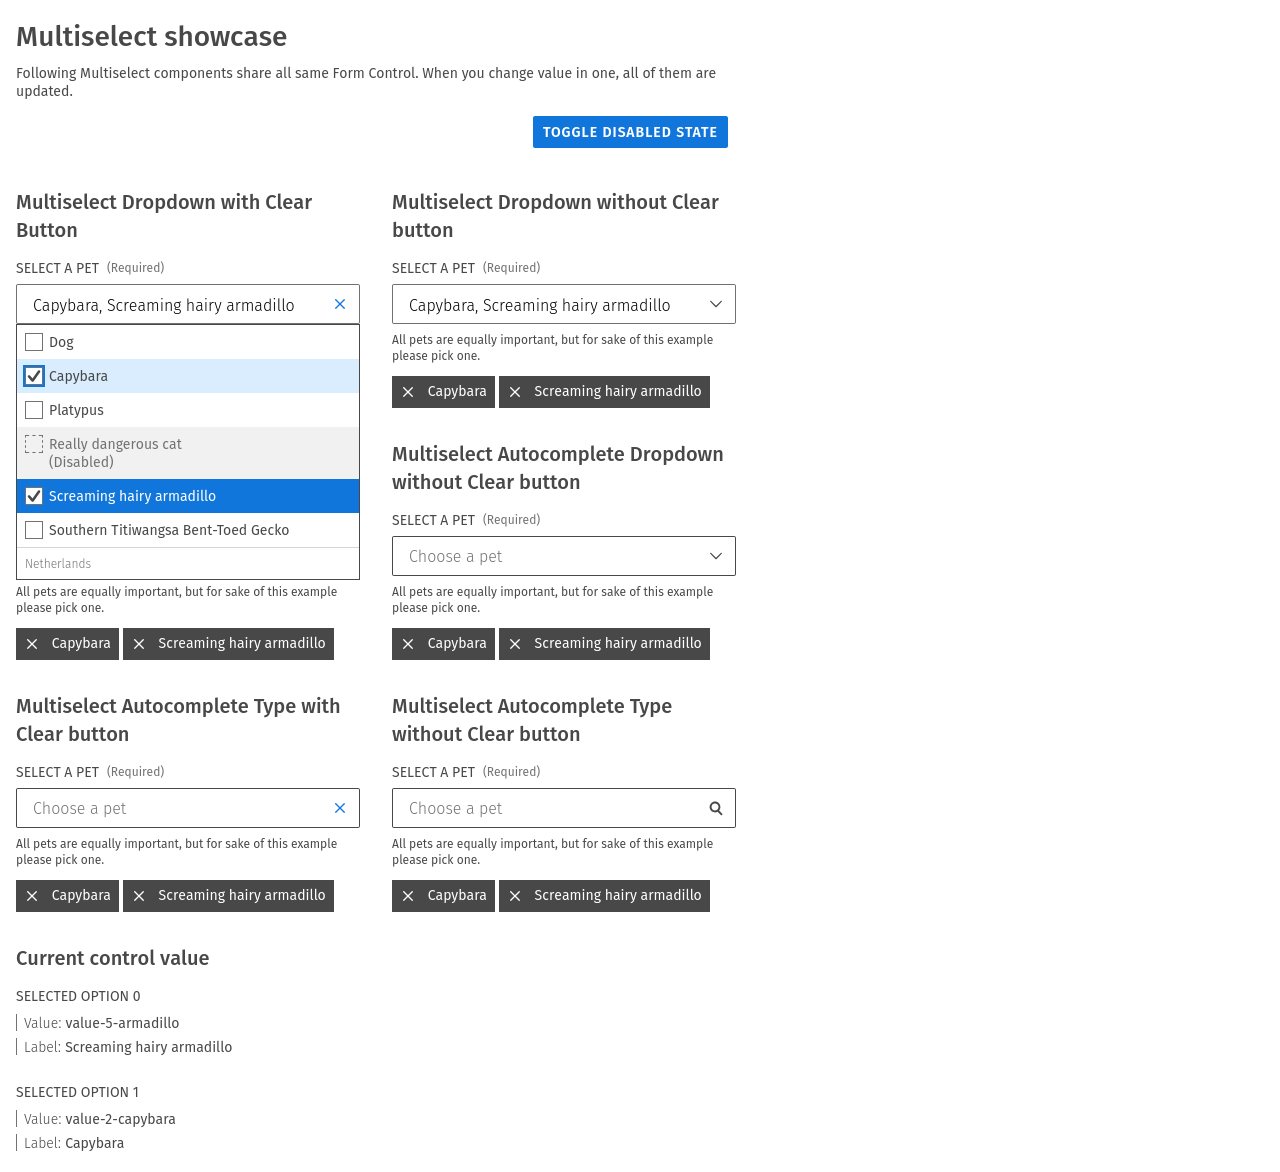 Multiselect showcase
Following Multiselect components share all same Form Control. When you change value in one, all of them are
updated.
TOGGLE DISABLED STATE
Multiselect Dropdown with Clear
Button
SELECT A PET (Required)
Capybara, Screaming hairy armadillo
Dog
Capybara
Platypus
Really dangerous cat
(Disabled)
Screaming hairy armadillo
Southern Titiwangsa Bent-Toed Gecko
Netherlands
All pets are equally important, but for sake of this example
please pick one.
Capybara
Screaming hairy armadillo
Multiselect Dropdown without Clear
button
SELECT A PET (Required)
Capybara, Screaming hairy armadillo
All pets are equally important, but for sake of this example
please pick one.
Capybara
Screaming hairy armadillo
Multiselect Autocomplete Dropdown
without Clear button
SELECT A PET (Required)
Choose a pet
All pets are equally important, but for sake of this example
please pick one.
Capybara
Screaming hairy armadillo
Multiselect Autocomplete Type with
Clear button
SELECT A PET (Required)
Choose a pet
All pets are equally important, but for sake of this example
please pick one.
Capybara
Screaming hairy armadillo
Multiselect Autocomplete Type
without Clear button
SELECT A PET (Required)
Choose a pet
All pets are equally important, but for sake of this example
please pick one.
Capybara
Screaming hairy armadillo
Current control value
SELECTED OPTION 0
Value: value-5-armadillo
Label: Screaming hairy armadillo
SELECTED OPTION 1
Value: value-2-capybara
Label: Capybara